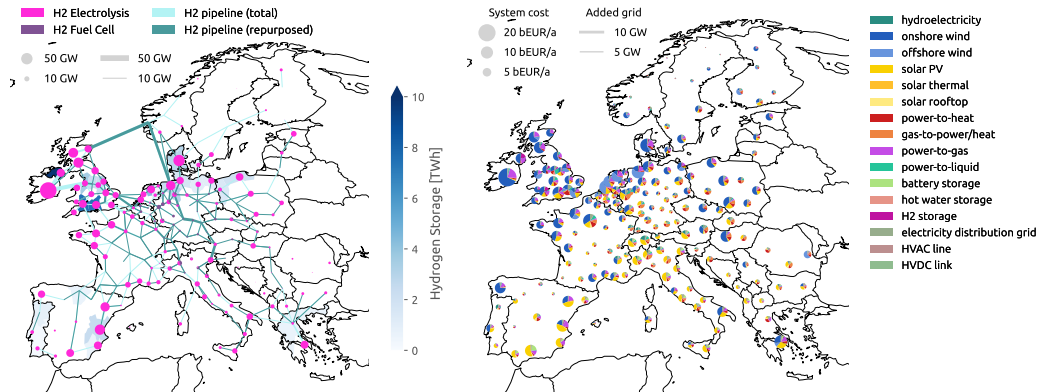 H2 Electrolysis
H2 Fuel Cell
H2 pipeline (total)
H2 pipeline (repurposed)
50 GW
10 GW
50 GW
10 GW
10
8
6
4
2
0
Hydrogen Storage [TWh]
System cost
20 bEUR/a
10 bEUR/a
5 bEUR/a
Added grid
10 GW
5 GW
hydroelectricity
onshore wind
offshore wind
solar PV
solar thermal
solar rooftop
power-to-heat
gas-to-power/heat
power-to-gas
power-to-liquid
battery storage
hot water storage
H2 storage
electricity distribution grid
HVAC line
HVDC link